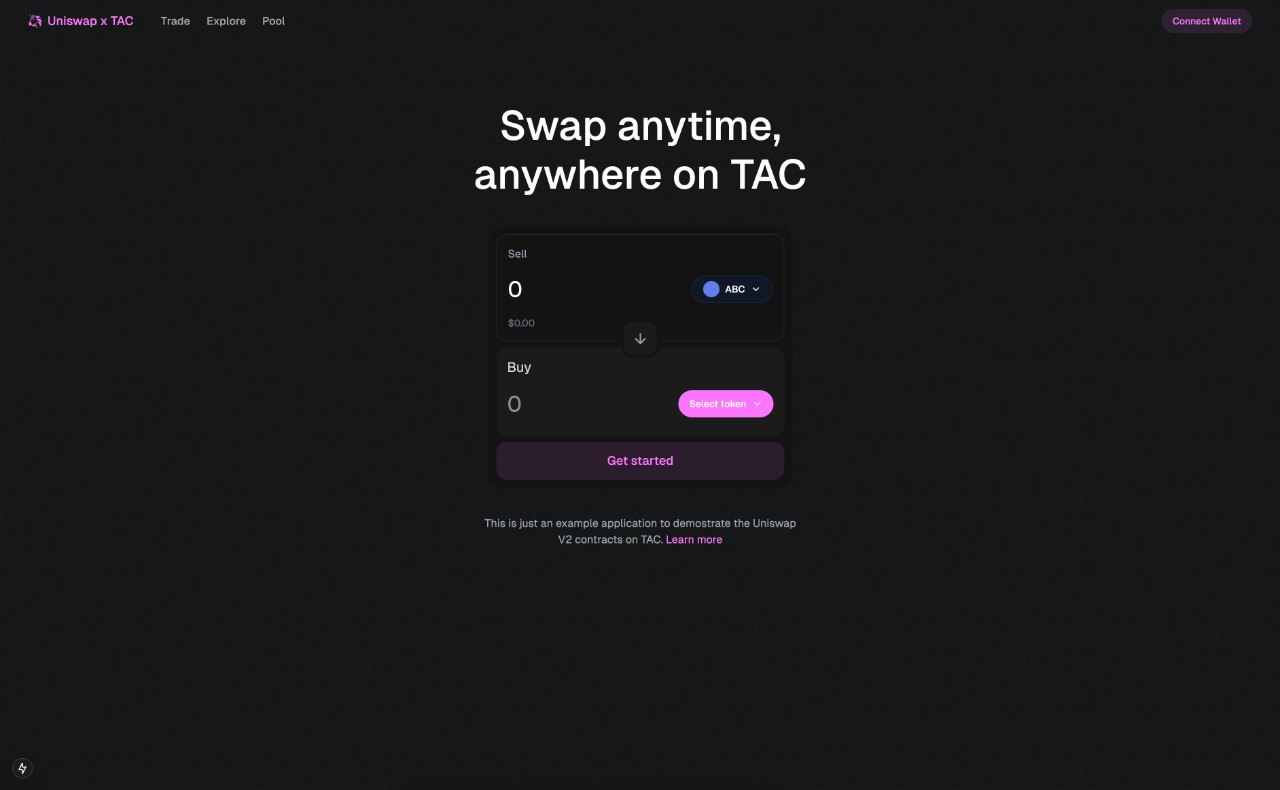 Uniswap x TAC
Trade
Explore
Pool
Connect Wallet
Swap anytime,
anywhere on TAC
Sell
0
ABC
$0.00
Buy
0
Select token
Get started
This is just an example application to demostrate the Uniswap
V2 contracts on TAC. Learn more